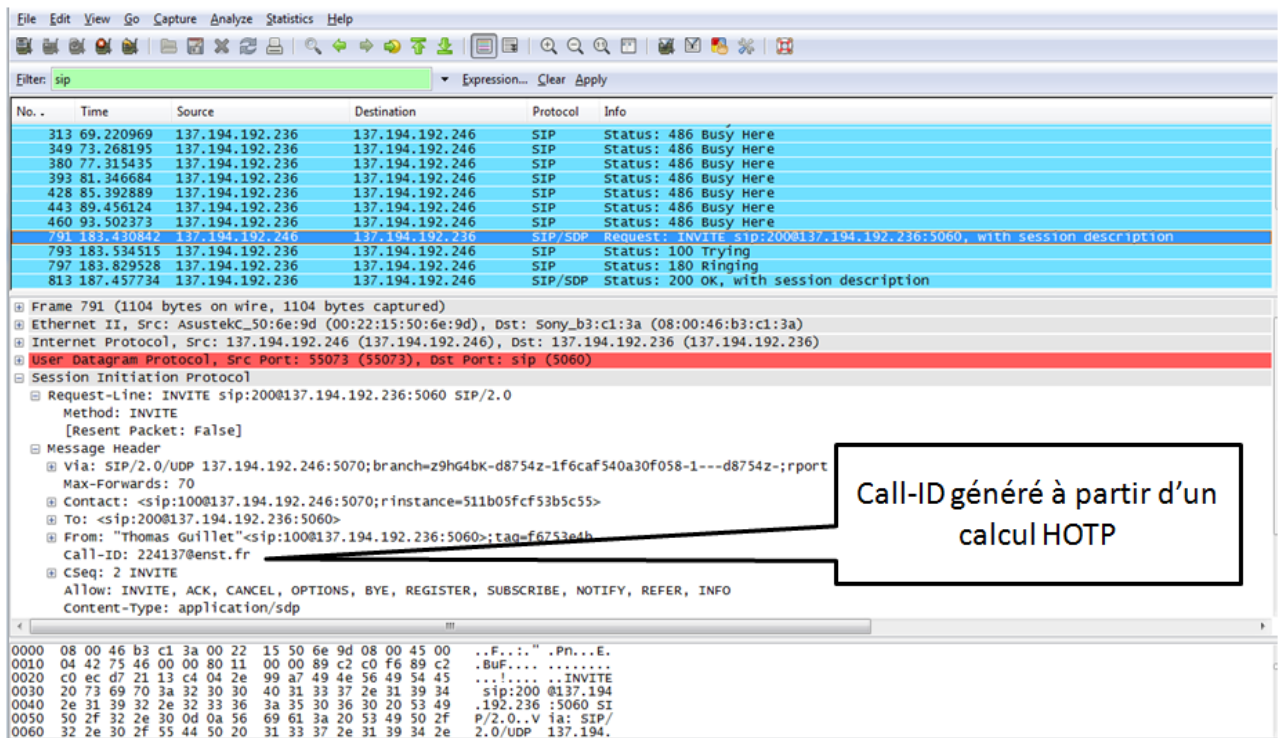 File Edit View Go Capture Analyze Statistics Help
Filter: sip Expression... Clear Apply
No. . Time Source Destination Protocol Info
313 69.220969 137.194.192.236 137.194.192.246 SIP Status: 486 Busy Here
349 73.268195 137.194.192.236 137.194.192.246 SIP Status: 486 Busy Here
380 77.315435 137.194.192.236 137.194.192.246 SIP Status: 486 Busy Here
393 81.346684 137.194.192.236 137.194.192.246 SIP Status: 486 Busy Here
428 85.392889 137.194.192.236 137.194.192.246 SIP Status: 486 Busy Here
443 89.456124 137.194.192.236 137.194.192.246 SIP Status: 486 Busy Here
460 93.502373 137.194.192.236 137.194.192.246 SIP Status: 486 Busy Here
791 183.430842 137.194.192.246 137.194.192.236 SIP/SDP Request: INVITE sip:200@137.194.192.236:5060, with session description
793 183.534515 137.194.192.236 137.194.192.246 SIP Status: 100 Trying
797 183.829528 137.194.192.236 137.194.192.246 SIP Status: 180 Ringing
813 187.457734 137.194.192.236 137.194.192.246 SIP/SDP Status: 200 OK, with session description
Frame 791 (1104 bytes on wire, 1104 bytes captured)
Ethernet II, Src: AsustekC_50:6e:9d (00:22:15:50:6e:9d), Dst: Sony_b3:c1:3a (08:00:46:b3:c1:3a)
Internet Protocol, Src: 137.194.192.246 (137.194.192.246), Dst: 137.194.192.236 (137.194.192.236)
User Datagram Protocol, Src Port: 55073 (55073), Dst Port: sip (5060)
Session Initiation Protocol
Request-Line: INVITE sip:200@137.194.192.236:5060 SIP/2.0
Method: INVITE
[Resent Packet: False]
Message Header
Via: SIP/2.0/UDP 137.194.192.246:5070;branch=z9hG4bK-d8754z-1f6caf540a30f058-1---d8754z-;rport
Max-Forwards: 70
Contact: <sip:100@137.194.192.246:5070;rinstance=511b05fcf53b5c55>
To: <sip:200@137.194.192.236:5060>
From: "Thomas Guillet"<sip:100@137.194.192.236:5060>;tag=f6753e4b
Call-ID: 224137@enst.fr
CSeq: 2 INVITE
Allow: INVITE, ACK, CANCEL, OPTIONS, BYE, REGISTER, SUBSCRIBE, NOTIFY, REFER, INFO
Content-Type: application/sdp
Call-ID généré à partir d'un
calcul HOTP
0000 08 00 46 b3 c1 3a 00 22 15 50 6e 9d 08 00 45 00 ..F..:." .Pn...E.
0010 04 42 75 46 00 00 80 11 00 00 89 c2 c0 f6 89 c2 .BuF.... ........
0020 c0 ec d7 21 13 c4 04 2e 99 a7 49 4e 56 49 54 45 ...!.... ..INVITE
0030 20 73 69 70 3a 32 30 30 40 31 33 37 2e 31 39 34 sip:200 @137.194
0040 2e 31 39 32 2e 32 33 36 3a 35 30 36 30 20 53 49 .192.236 :5060 SI
0050 50 2f 32 2e 30 0d 0a 56 69 61 3a 20 53 49 50 2f P/2.0..V ia: SIP/
0060 32 2e 30 2f 55 44 50 20 31 33 37 2e 31 39 34 2e 2.0/UDP 137.194.